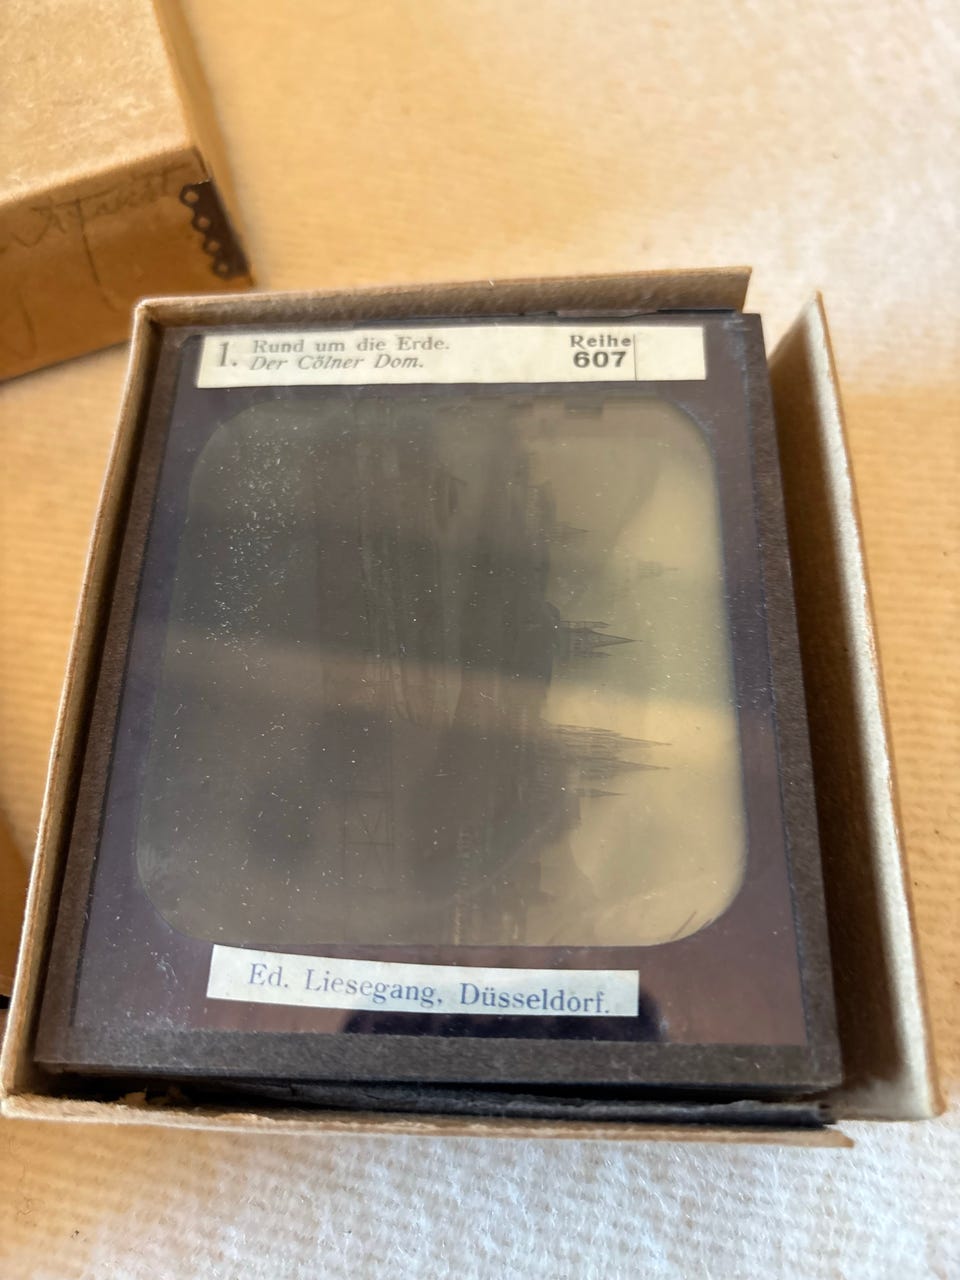 1. Rund um die Erde. Reihe
Der Cölner Dom. 607
Ed. Liesegang, Düsseldorf.